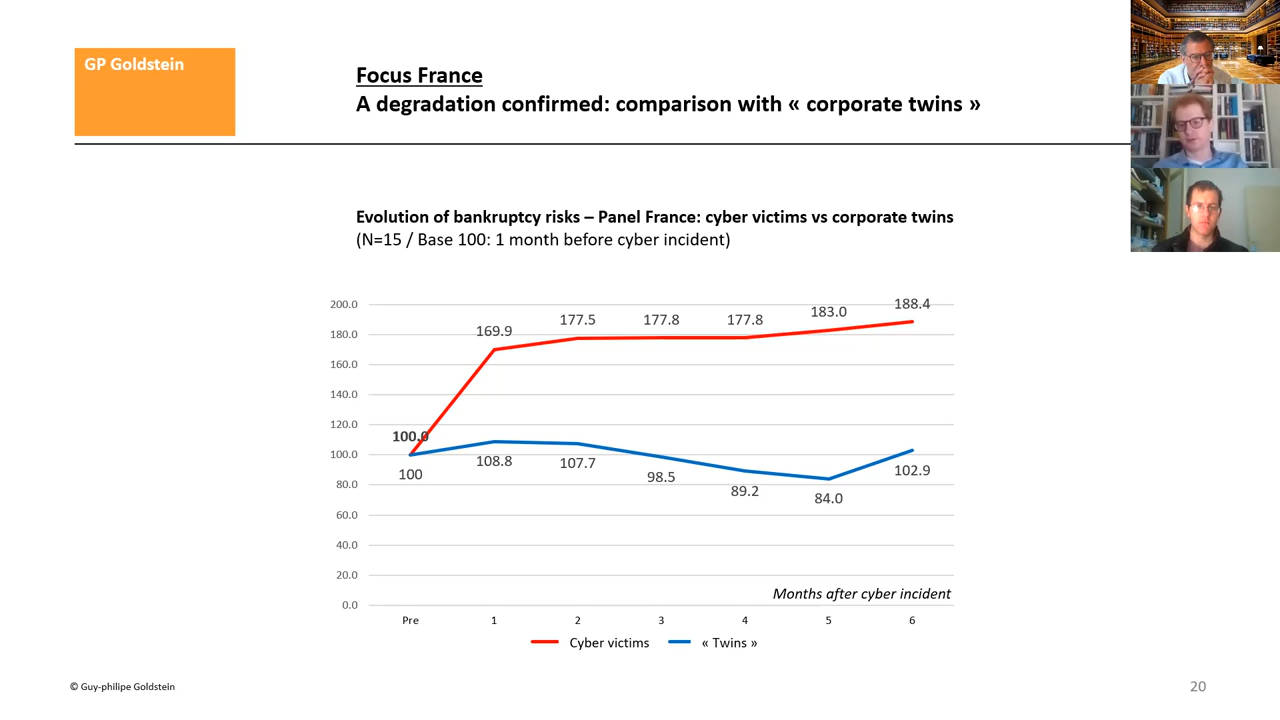 GP Goldstein
Focus France
A degradation confirmed: comparison with « corporate twins »
Evolution of bankruptcy risks – Panel France: cyber victims vs corporate twins
(N=15 / Base 100: 1 month before cyber incident)
200.0
180.0
160.0
140.0
120.0
100.0
80.0
60.0
40.0
20.0
0.0
100.0
169.9
177.5
177.8
177.8
183.0
188.4
100
108.8
107.7
98.5
89.2
84.0
102.9
Months after cyber incident
Pre 1 2 3 4 5 6
Cyber victims « Twins »
© Guy-philipe Goldstein
20